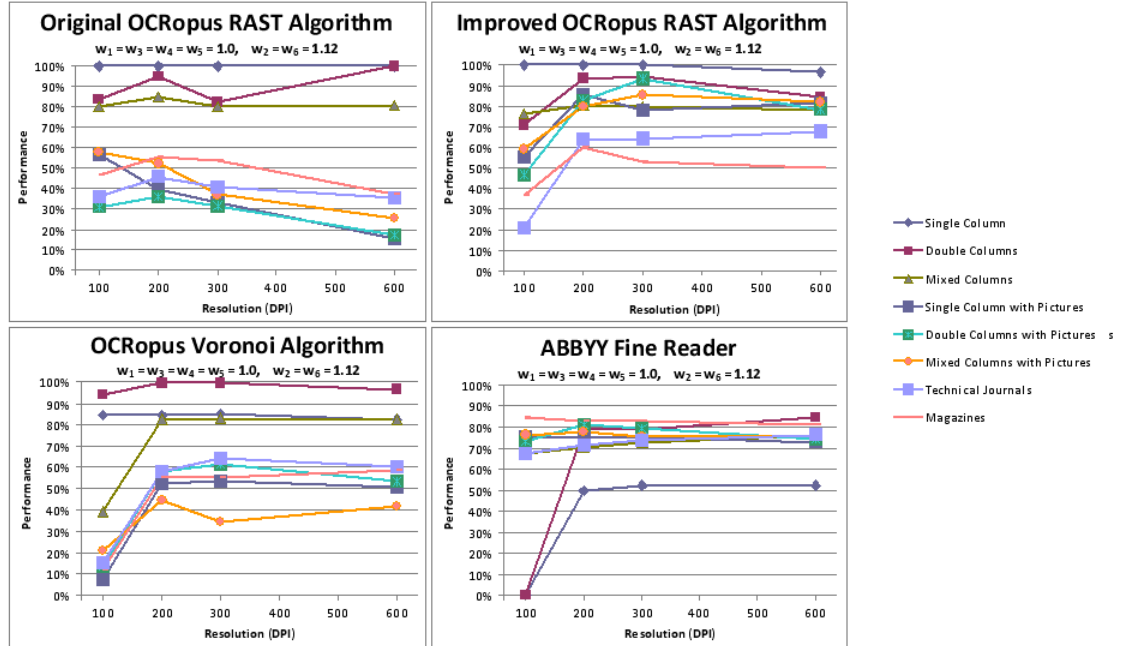 Original OCRopus RAST Algorithm
w₁ = w₃ = w₄ = w₅ = 1.0, w₂ = w₆ = 1.12
100%
90%
80%
70%
60%
50%
40%
30%
20%
10%
0%
Performance
100 200 300 400 500 600
Resolution (DPI)
Improved OCRopus RAST Algorithm
w₁ = w₃ = w₄ = w₅ = 1.0, w₂ = w₆ = 1.12
100%
90%
80%
70%
60%
50%
40%
30%
20%
10%
0%
Performance
100 200 300 400 500 600
Resolution (DPI)
OCRopus Voronoi Algorithm
w₁ = w₃ = w₄ = w₅ = 1.0, w₂ = w₆ = 1.12
100%
90%
80%
70%
60%
50%
40%
30%
20%
10%
0%
Performance
100 200 300 400 500 600
Resolution (DPI)
ABBYY Fine Reader
w₁ = w₃ = w₄ = w₅ = 1.0, w₂ = w₆ = 1.12
100%
90%
80%
70%
60%
50%
40%
30%
20%
10%
0%
Performance
100 200 300 400 500 600
Resolution (DPI)
Single Column
Double Columns
Mixed Columns
Single Column with Pictures
Double Columns with Pictures s
Mixed Columns with Pictures
Technical Journals
Magazines